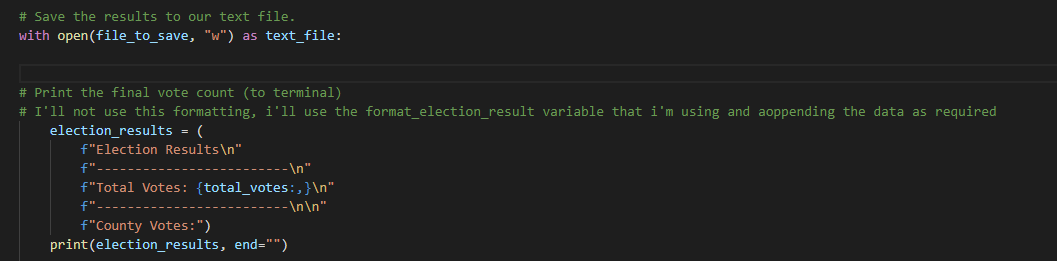 # Save the results to our text file.
with open(file_to_save, "w") as text_file:
# Print the final vote count (to terminal)
# I'll not use this formatting, i'll use the format_election_result variable that i'm using and aoppending the data as required
    election_results = (
        f"Election Results\n"
        f"-------------------------\n"
        f"Total Votes: {total_votes:,}\n"
        f"-------------------------\n\n"
        f"County Votes:")
    print(election_results, end="")